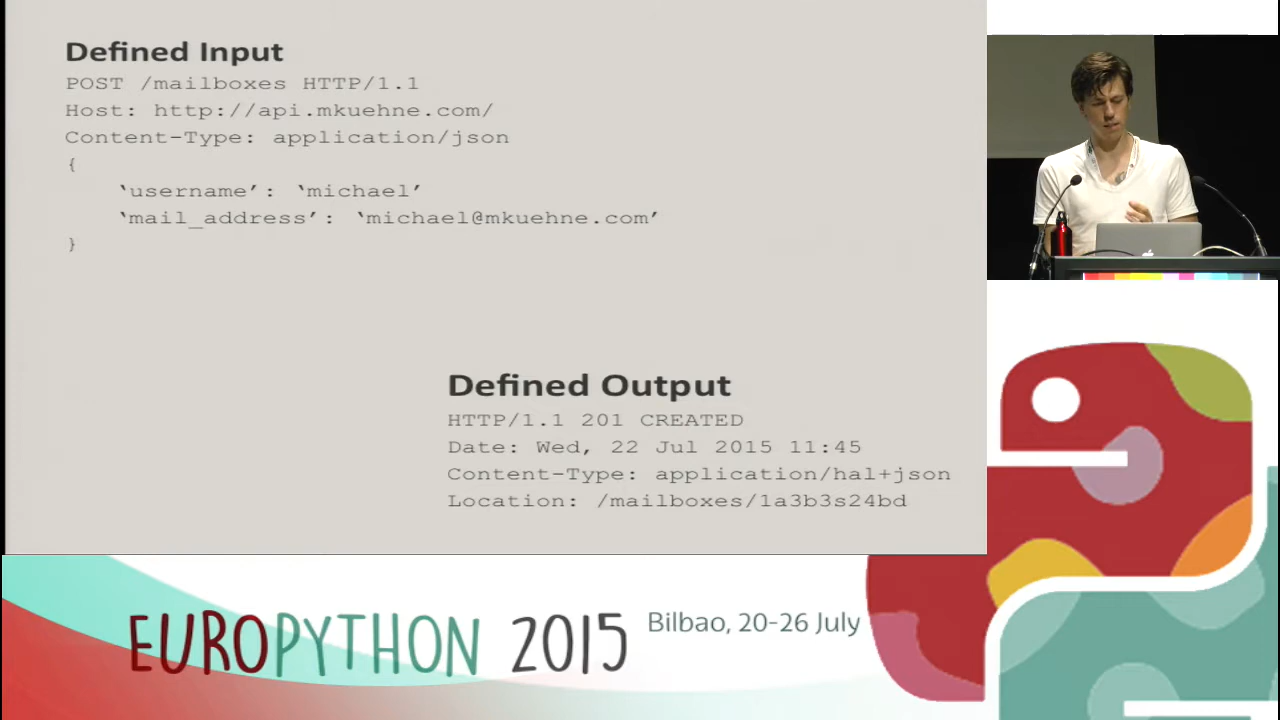 Defined Input
POST /mailboxes HTTP/1.1
Host: http://api.mkuehne.com/
Content-Type: application/json
{
‘username’: ‘michael’
‘mail_address’: ‘michael@mkuehne.com’
}
Defined Output
HTTP/1.1 201 CREATED
Date: Wed, 22 Jul 2015 11:45
Content-Type: application/hal+json
Location: /mailboxes/1a3b3s24bd
EUROPYTHON 2015
Bilbao, 20-26 July